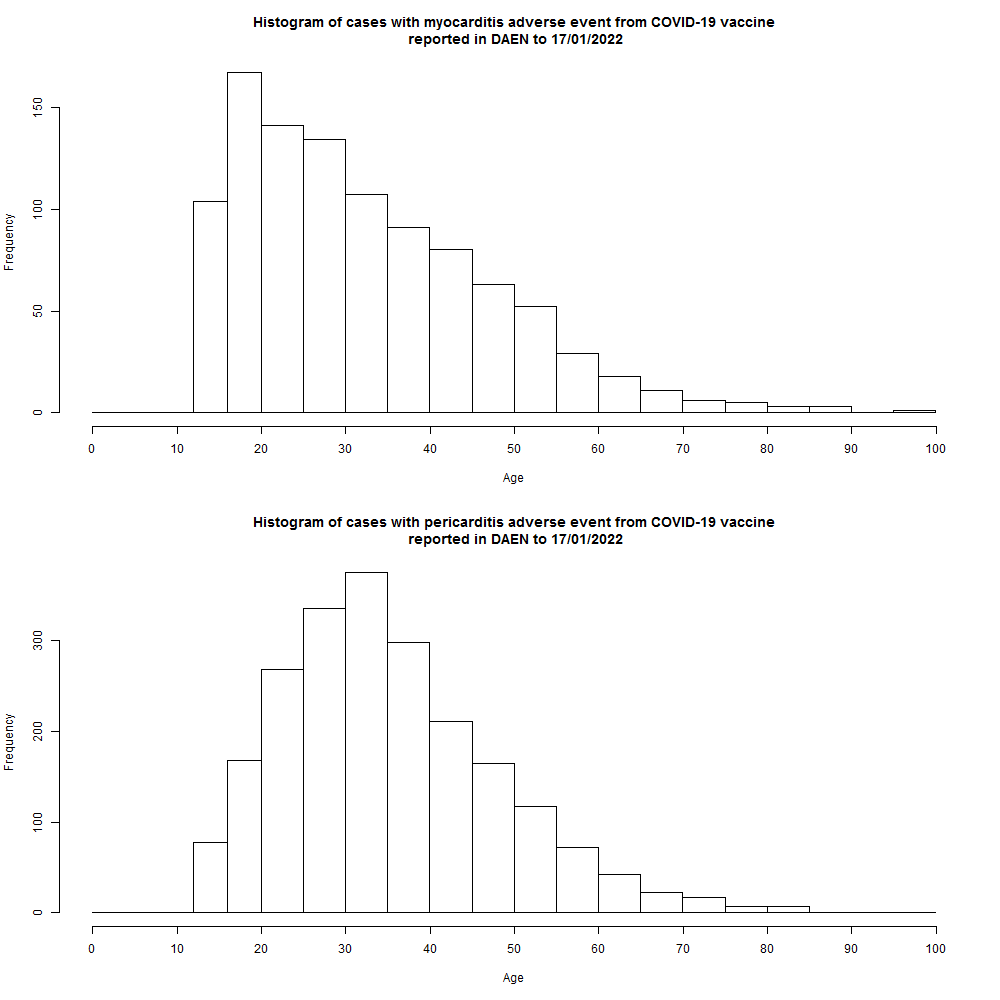 Histogram of cases with myocarditis adverse event from COVID-19 vaccine
reported in DAEN to 17/01/2022
Frequency
150
100
50
0
0 10 20 30 40 50 60 70 80 90 100
Age
Histogram of cases with pericarditis adverse event from COVID-19 vaccine
reported in DAEN to 17/01/2022
Frequency
300
200
100
0
0 10 20 30 40 50 60 70 80 90 100
Age